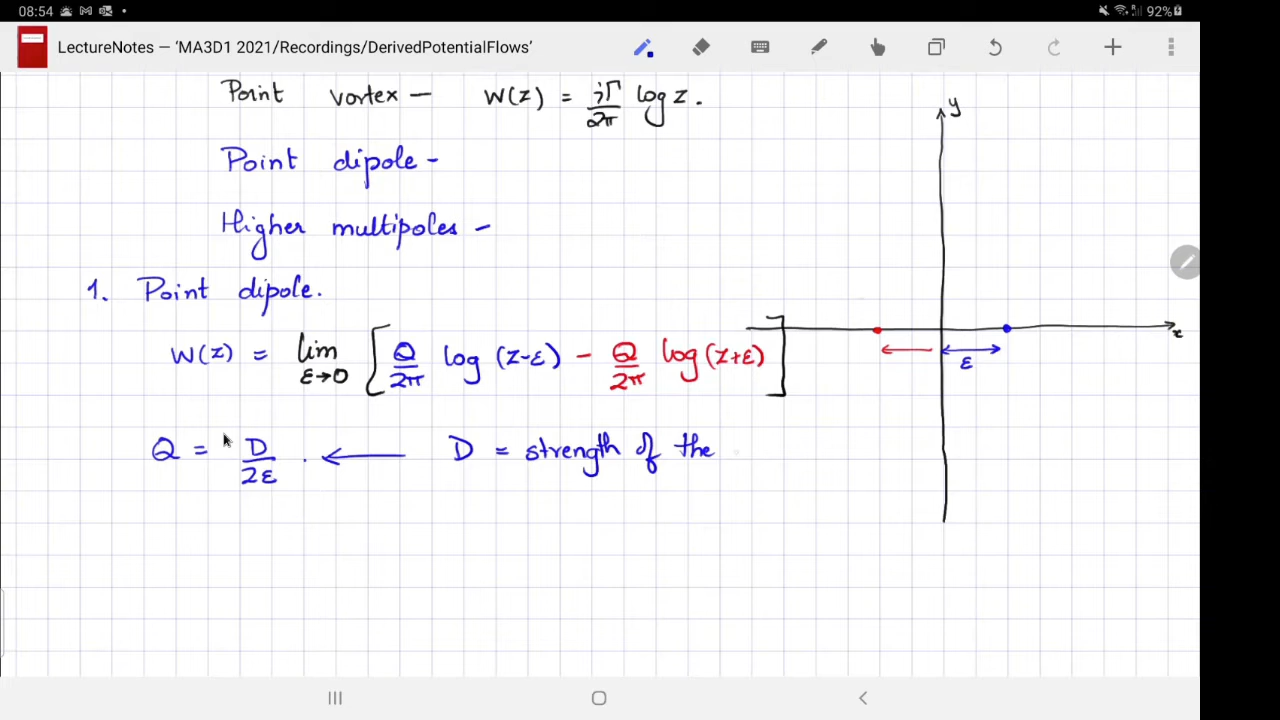 08:54 92%
LectureNotes — ‘MA3D1 2021/Recordings/DerivedPotentialFlows’
Point vortex — W(z) = iΓ/2π log z.
y
Point dipole -
Higher multipoles -
1. Point dipole.
x
W(z) = lim ε→0 [ Q/2π log (z-ε) - Q/2π log (z+ε) ]
ε
Q = D/2ε . ← D = strength of the